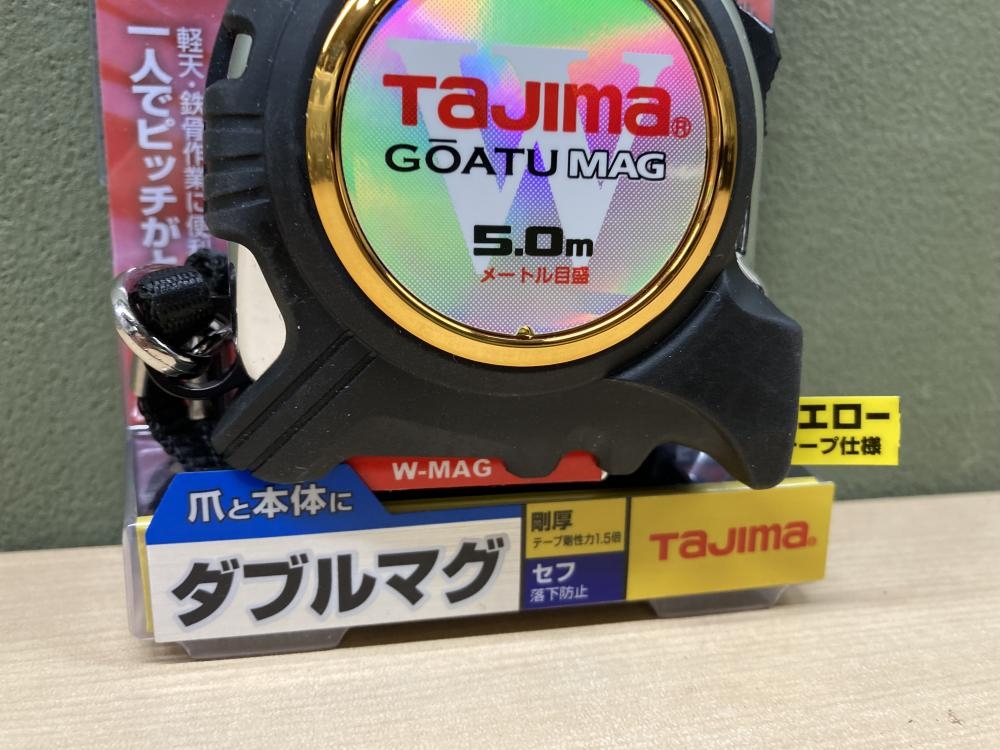 軽天・鉄骨作業に便利
一人でピッチがと
W
TaJIma®
GŌATU MAG
5.0m
メートル目盛
エロー
ープ仕様
W-MAG
爪と本体に
ダブルマグ
剛厚
テープ剛性力1.5倍
セフ
落下防止
TaJIma®